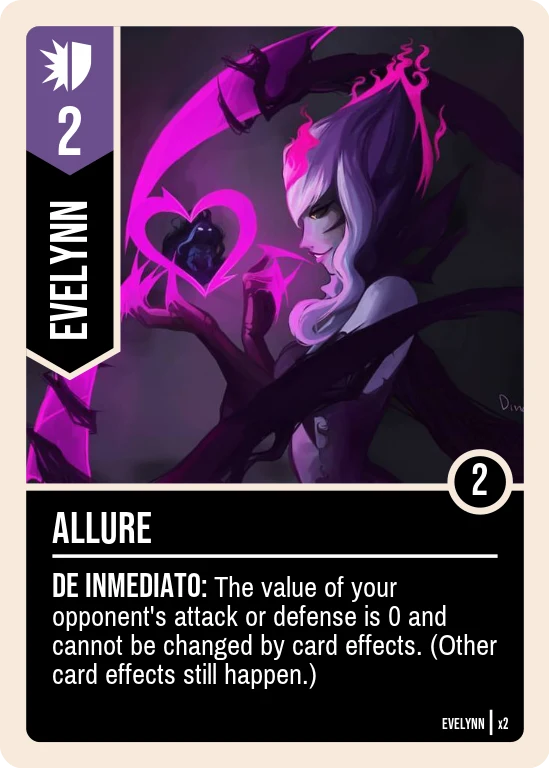 2
EVELYNN
2
ALLURE
DE INMEDIATO: The value of your
opponent's attack or defense is 0 and
cannot be changed by card effects. (Other
card effects still happen.)
EVELYNN | x2